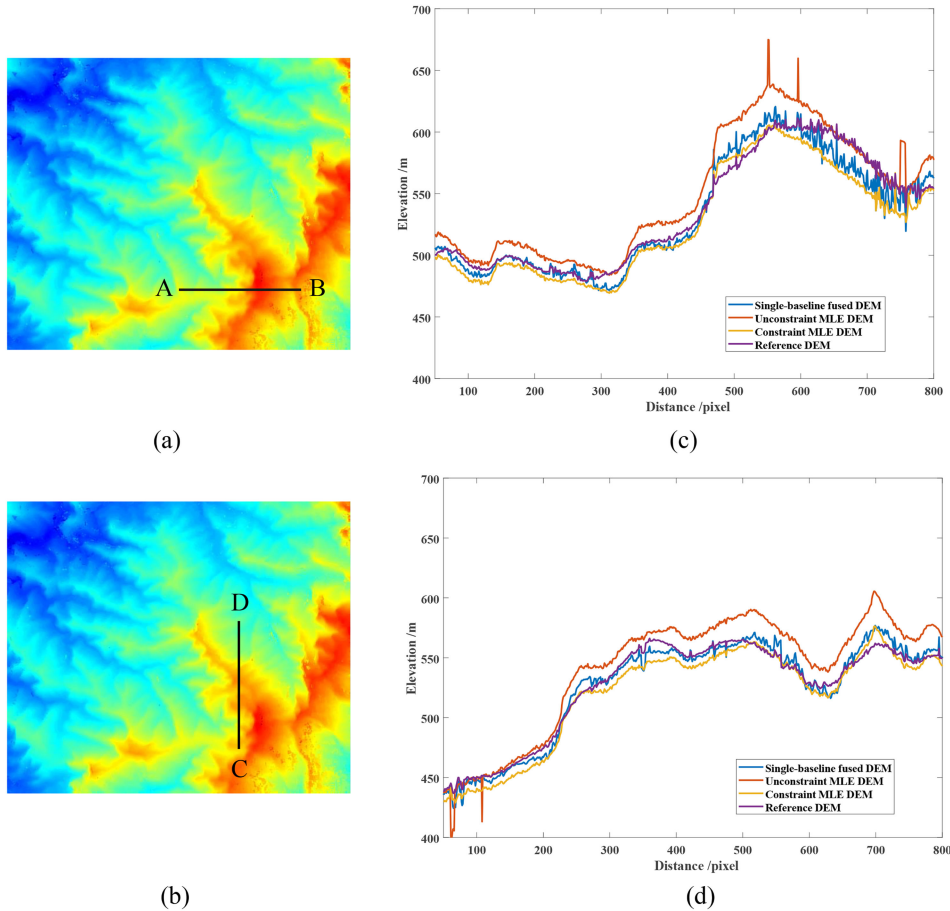 A B
(a)
700
650
600
550
500
450
400
Elevation /m
Single-baseline fused DEM
Unconstraint MLE DEM
Constraint MLE DEM
Reference DEM
100 200 300 400 500 600 700 800
Distance /pixel
(c)
D
C
(b)
700
650
600
550
500
450
400
Elevation /m
Single-baseline fused DEM
Unconstraint MLE DEM
Constraint MLE DEM
Reference DEM
100 200 300 400 500 600 700 800
Distance /pixel
(d)